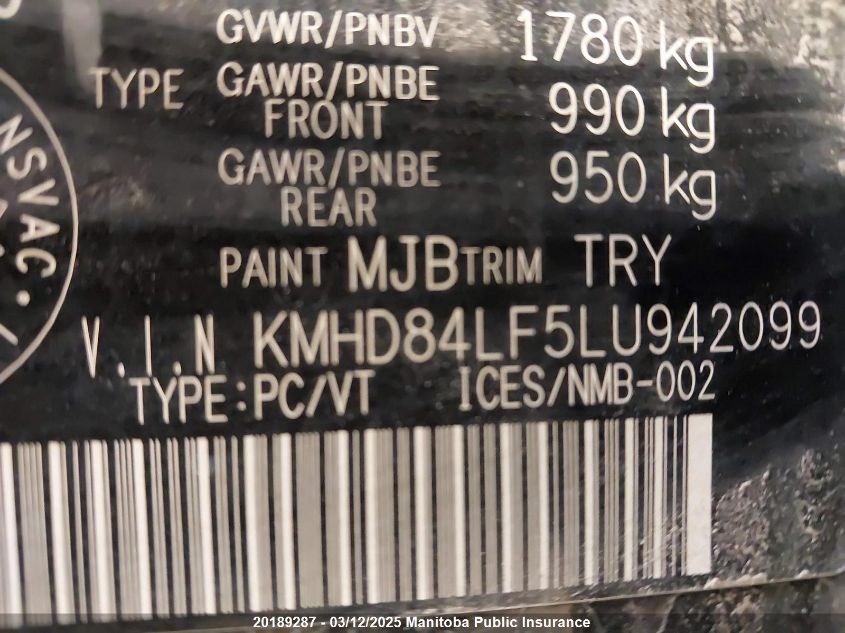 GVWR/PNBV 1780 kg
TYPE GAWR/PNBE FRONT 990 kg
GAWR/PNBE REAR 950 kg
PAINT MJB TRIM TRY
V.I.N KMHD84LF5LU942099
TYPE:PC/VT ICES/NMB-002
NSVAC
20189287 - 03/12/2025 Manitoba Public Insurance